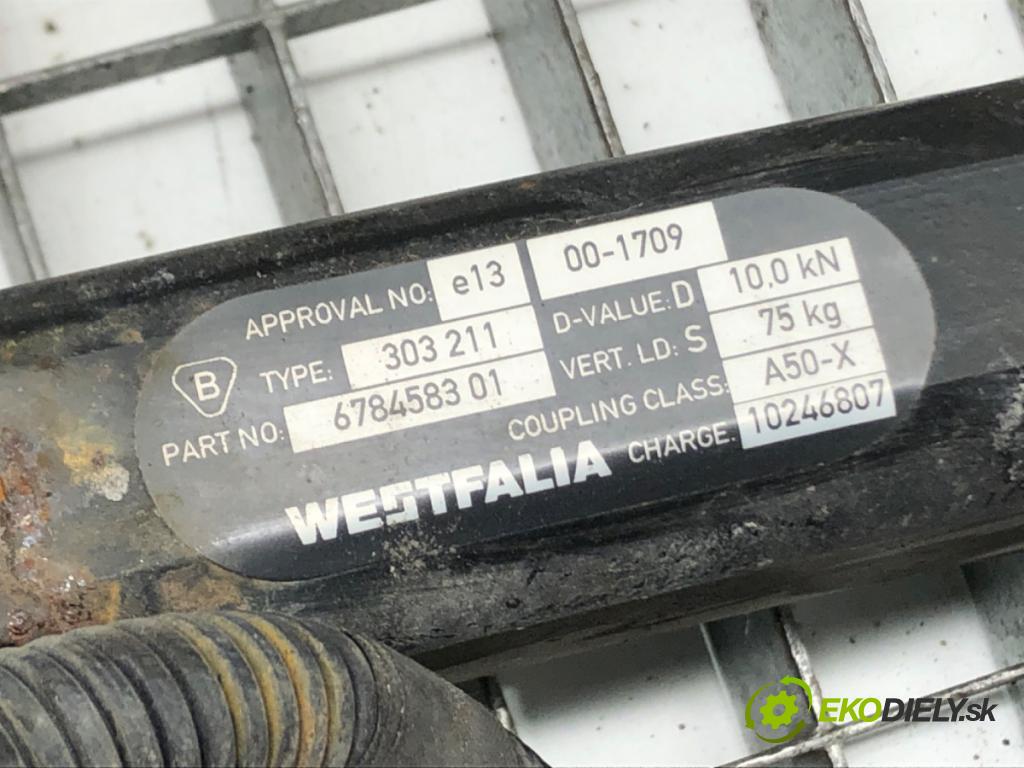 APPROVAL NO: e13 00-1709
B TYPE: 303 211 D-VALUE: D 10,0 kN
PART NO: 6784583 01 VERT. LD: S 75 kg
COUPLING CLASS: A50-X
WESTFALIA CHARGE: 10246807
EKODIELY.sk